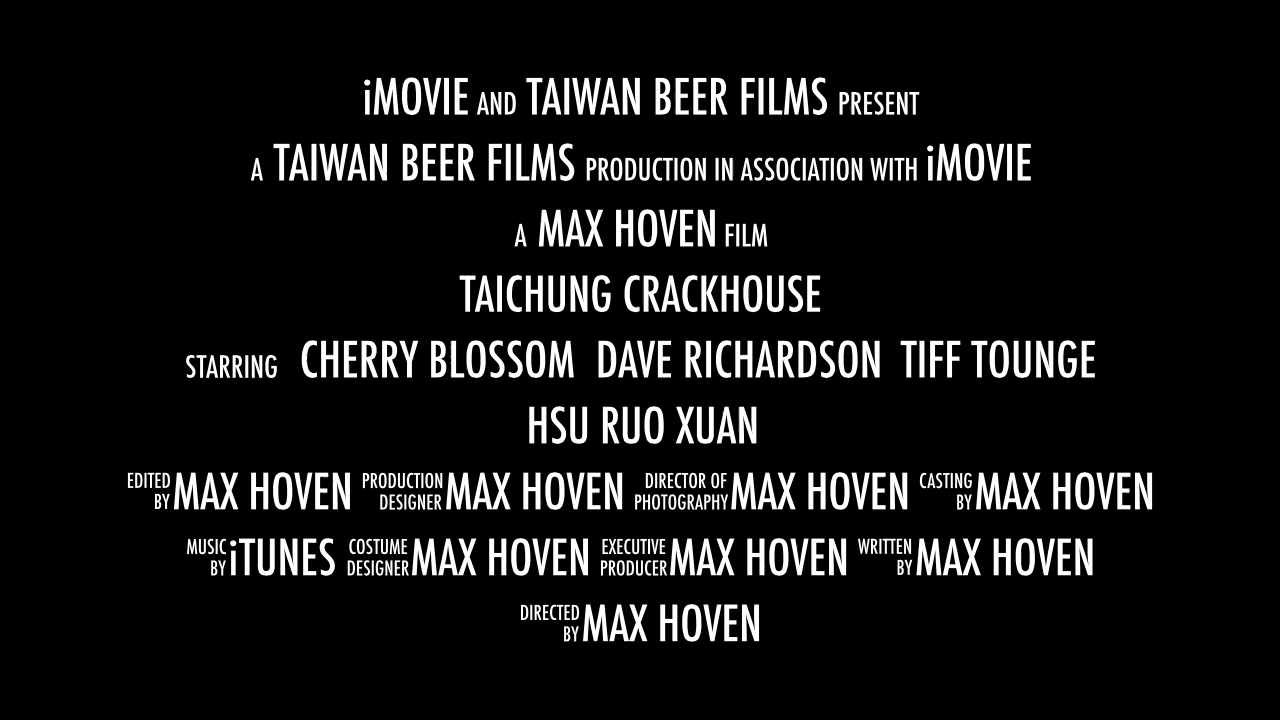 iMOVIE AND TAIWAN BEER FILMS PRESENT
A TAIWAN BEER FILMS PRODUCTION IN ASSOCIATION WITH iMOVIE
A MAX HOVEN FILM
TAICHUNG CRACKHOUSE
STARRING CHERRY BLOSSOM DAVE RICHARDSON TIFF TOUNGE
HSU RUO XUAN
EDITED BY MAX HOVEN PRODUCTION DESIGNER MAX HOVEN DIRECTOR OF PHOTOGRAPHY MAX HOVEN CASTING BY MAX HOVEN
MUSIC BY iTUNES COSTUME DESIGNER MAX HOVEN EXECUTIVE PRODUCER MAX HOVEN WRITTEN BY MAX HOVEN
DIRECTED BY MAX HOVEN